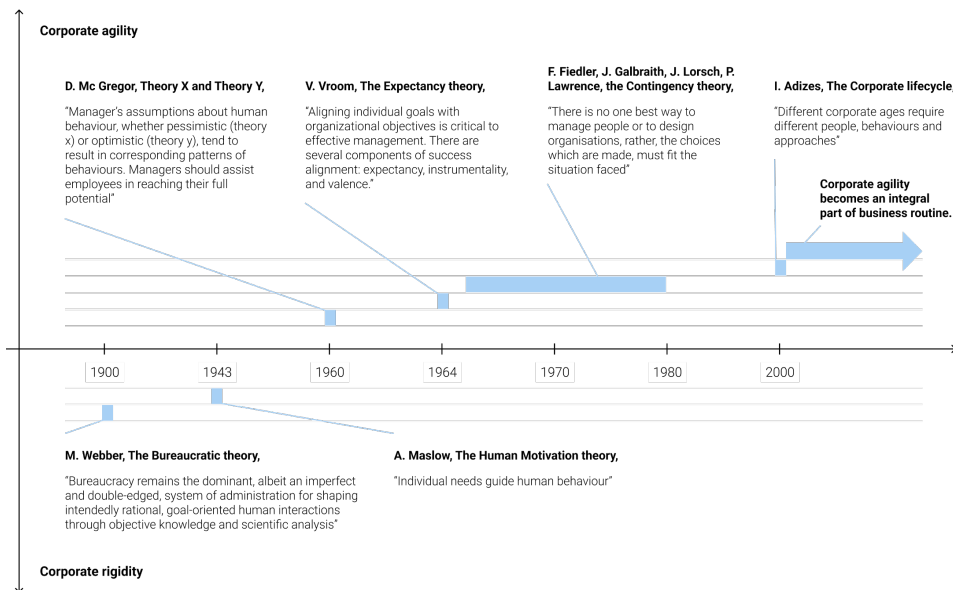 Corporate agility
D. Mc Gregor, Theory X and Theory Y,
“Manager’s assumptions about human
behaviour, whether pessimistic (theory
x) or optimistic (theory y), tend to
result in corresponding patterns of
behaviours. Managers should assist
employees in reaching their full
potential”
V. Vroom, The Expectancy theory,
“Aligning individual goals with
organizational objectives is critical to
effective management. There are
several components of success
alignment: expectancy, instrumentality,
and valence.”
F. Fiedler, J. Galbraith, J. Lorsch, P.
Lawrence, the Contingency theory,
“There is no one best way to
manage people or to design
organisations, rather, the choices
which are made, must fit the
situation faced”
I. Adizes, The Corporate lifecycle,
“Different corporate ages require
different people, behaviours and
approaches”
Corporate agility
becomes an integral
part of business routine.
1900
1943
1960
1964
1970
1980
2000
M. Webber, The Bureaucratic theory,
“Bureaucracy remains the dominant, albeit an imperfect
and double-edged, system of administration for shaping
intendedly rational, goal-oriented human interactions
through objective knowledge and scientific analysis”
A. Maslow, The Human Motivation theory,
“Individual needs guide human behaviour”
Corporate rigidity